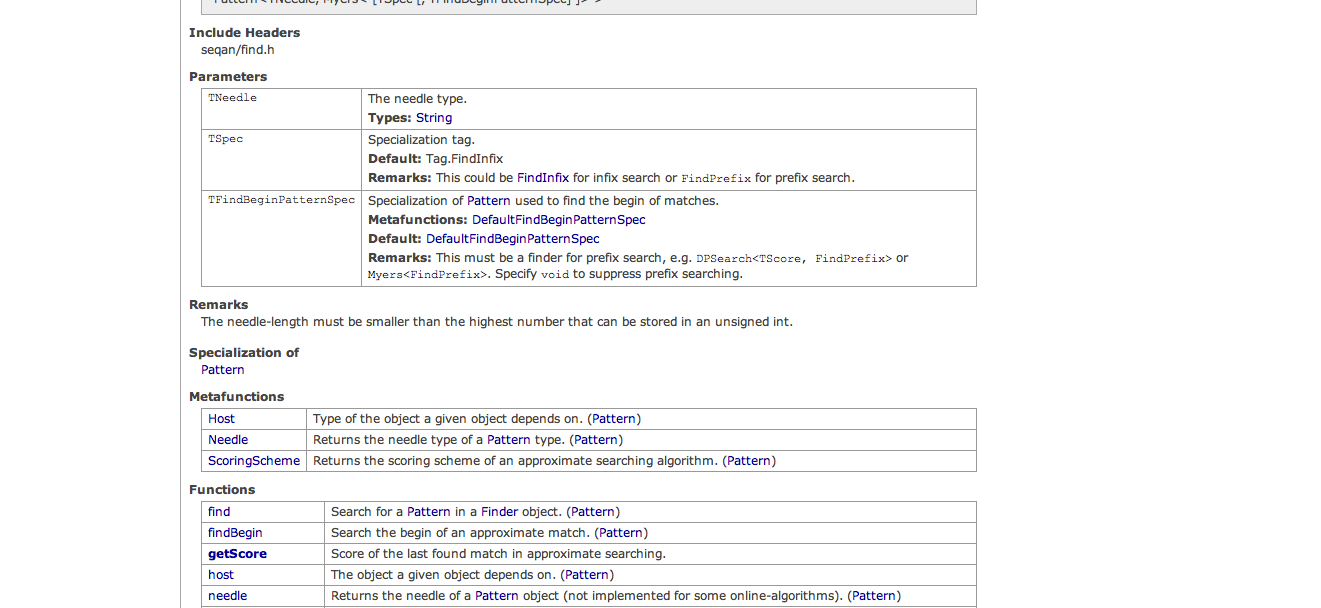 Pattern<TNeedle, Myers< [TSpec [, TFindBeginPatternSpec] ]> >
Include Headers
seqan/find.h
Parameters
TNeedle
The needle type.
Types: String
TSpec
Specialization tag.
Default: Tag.FindInfix
Remarks: This could be FindInfix for infix search or FindPrefix for prefix search.
TFindBeginPatternSpec
Specialization of Pattern used to find the begin of matches.
Metafunctions: DefaultFindBeginPatternSpec
Default: DefaultFindBeginPatternSpec
Remarks: This must be a finder for prefix search, e.g. DPSearch<TScore, FindPrefix> or
Myers<FindPrefix>. Specify void to suppress prefix searching.
Remarks
The needle-length must be smaller than the highest number that can be stored in an unsigned int.
Specialization of
Pattern
Metafunctions
Host Type of the object a given object depends on. (Pattern)
Needle Returns the needle type of a Pattern type. (Pattern)
ScoringScheme Returns the scoring scheme of an approximate searching algorithm. (Pattern)
Functions
find Search for a Pattern in a Finder object. (Pattern)
findBegin Search the begin of an approximate match. (Pattern)
getScore Score of the last found match in approximate searching.
host The object a given object depends on. (Pattern)
needle Returns the needle of a Pattern object (not implemented for some online-algorithms). (Pattern)